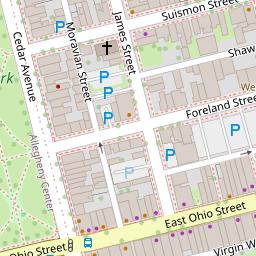 Suismon Street
James Street
Moravian Street
Cedar Avenue
Shaw
rk
We
Foreland Stree
P
P
P
P
P
P
P
Allegheny Center
East Ohio Street
Ohio Street
Virgin W